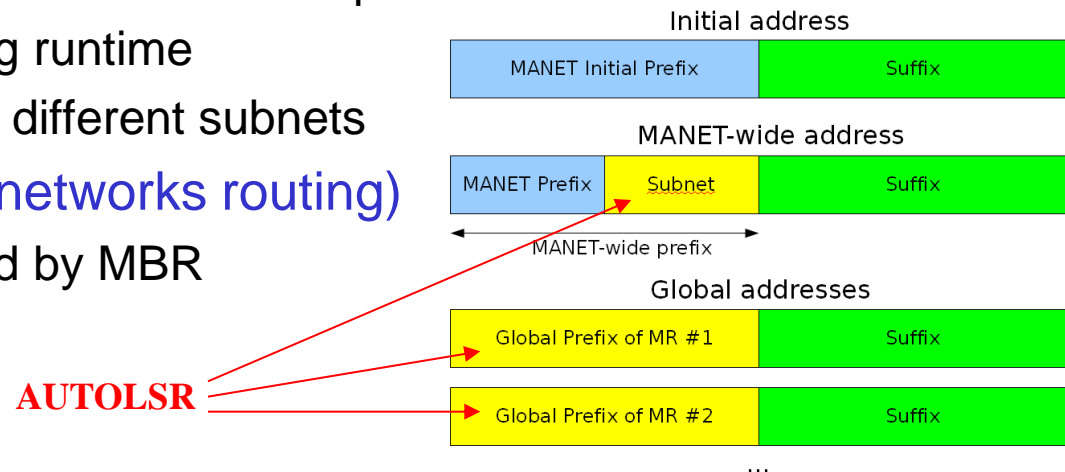 g runtime
different subnets
networks routing)
d by MBR
AUTOLSR
Initial address
MANET Initial Prefix Suffix
MANET-wide address
MANET Prefix Subnet Suffix
MANET-wide prefix
Global addresses
Global Prefix of MR #1 Suffix
Global Prefix of MR #2 Suffix
...